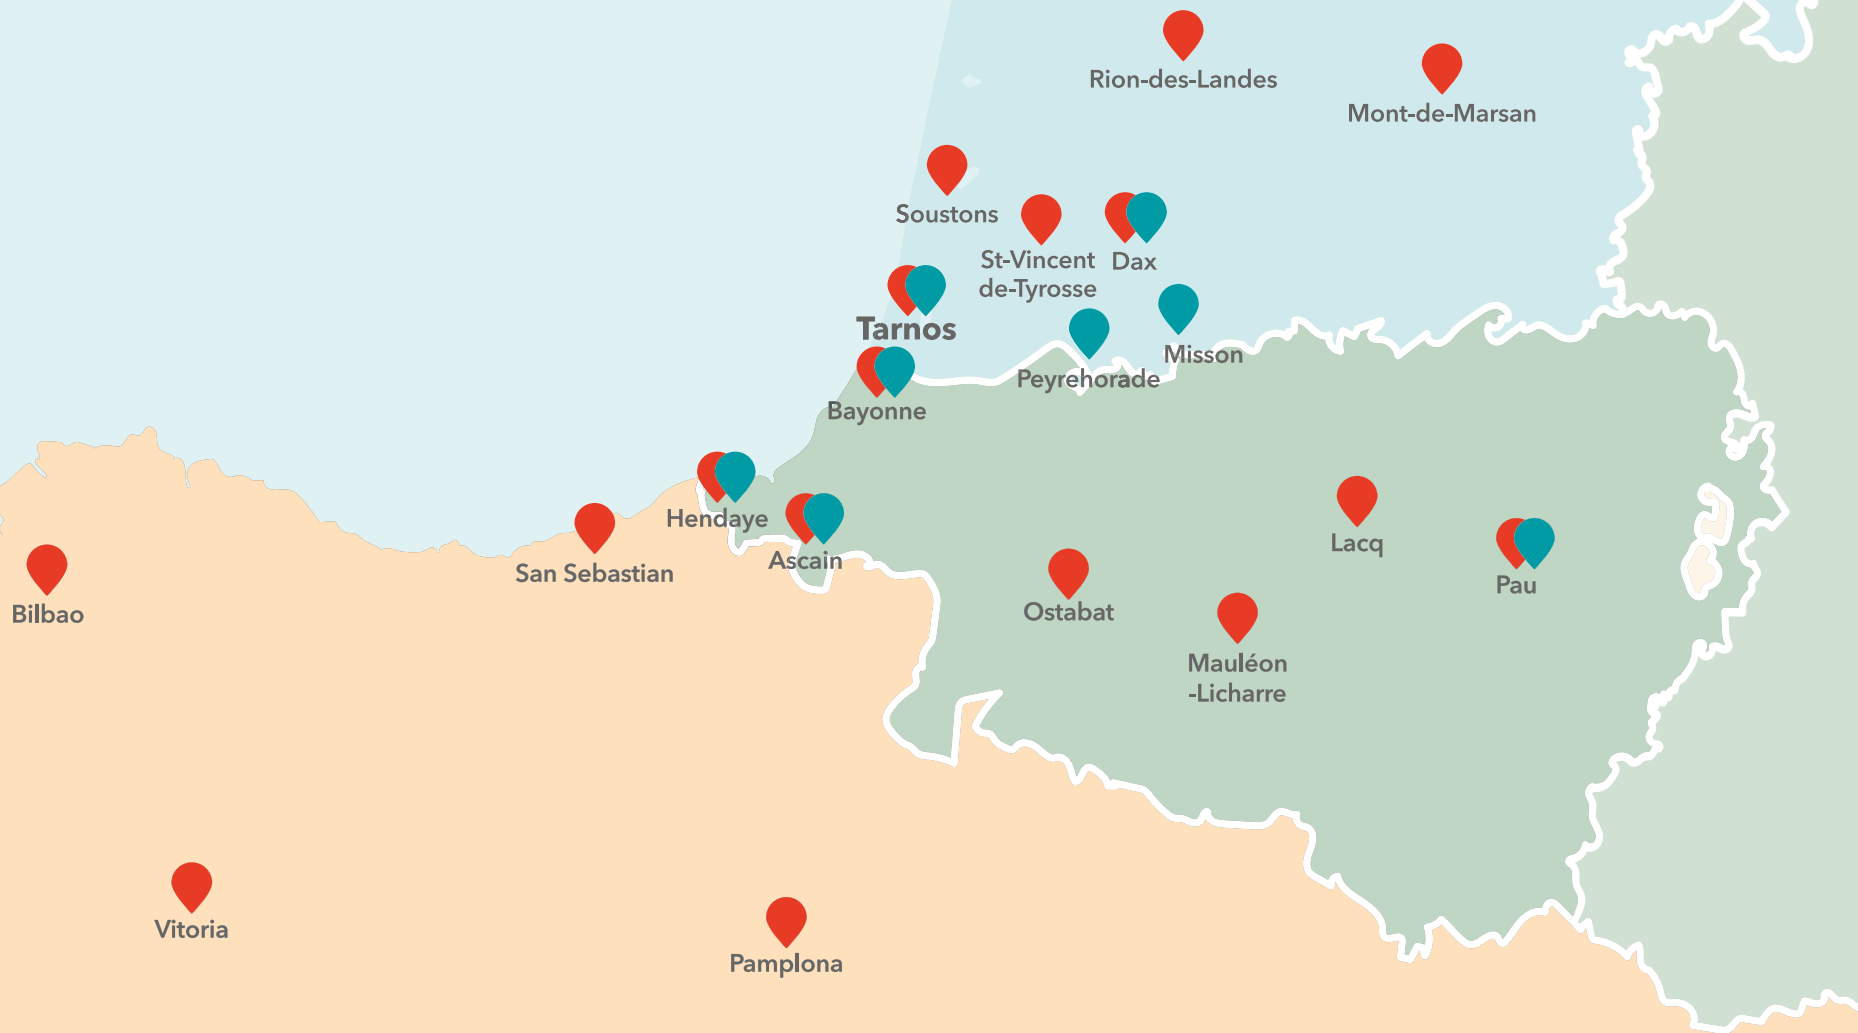 Rion-des-Landes
Mont-de-Marsan
Soustons
St-Vincent
de-Tyrosse
Dax
Tarnos
Misson
Peyrehorade
Bayonne
Hendaye
Ascain
Lacq
San Sebastian
Pau
Bilbao
Ostabat
Mauléon
-Licharre
Vitoria
Pamplona